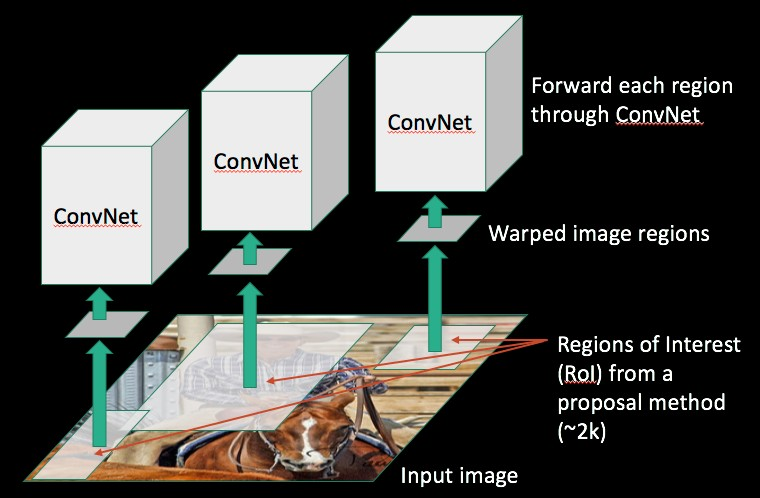 Forward each region
through ConvNet
ConvNet
ConvNet
ConvNet
Warped image regions
Regions of Interest
(RoI) from a
proposal method
(~2k)
Input image